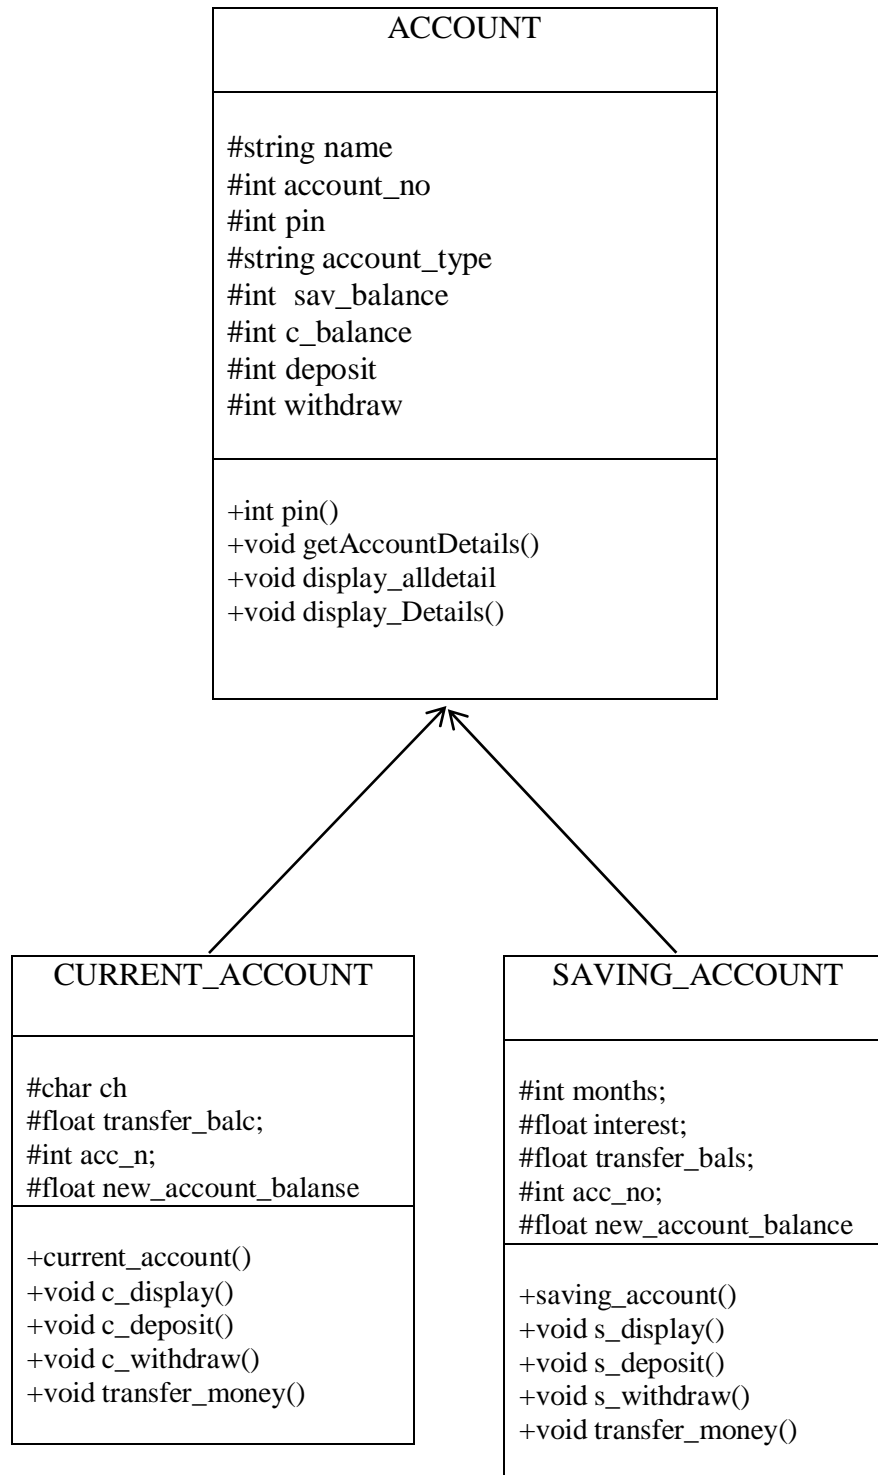 ACCOUNT
#string name
#int account_no
#int pin
#string account_type
#int  sav_balance
#int c_balance
#int deposit
#int withdraw
+int pin()
+void getAccountDetails()
+void display_alldetail
+void display_Details()
CURRENT_ACCOUNT
#char ch
#float transfer_balc;
#int acc_n;
#float new_account_balanse
+current_account()
+void c_display()
+void c_deposit()
+void c_withdraw()
+void transfer_money()
SAVING_ACCOUNT
#int months;
#float interest;
#float transfer_bals;
#int acc_no;
#float new_account_balance
+saving_account()
+void s_display()
+void s_deposit()
+void s_withdraw()
+void transfer_money()